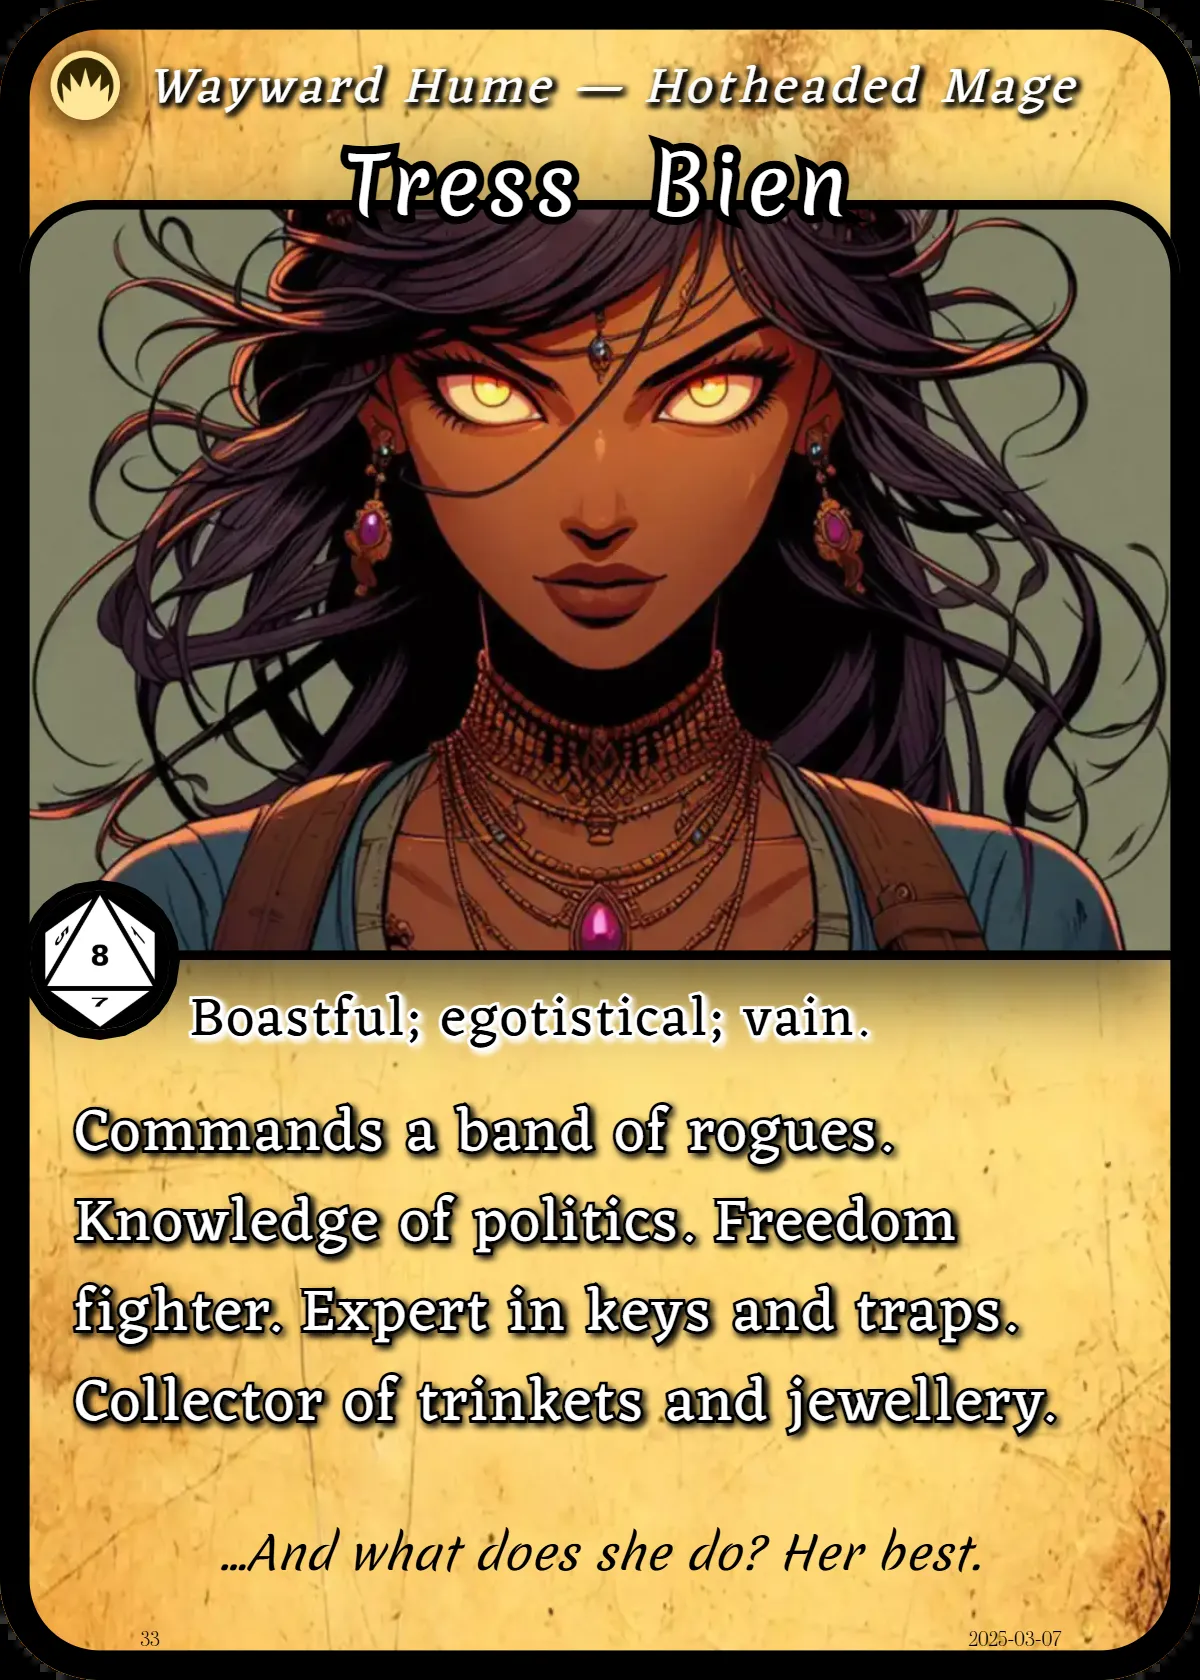 Wayward Hume — Hotheaded Mage
Tress Bien
5 8 1
7
Boastful; egotistical; vain.
Commands a band of rogues.
Knowledge of politics. Freedom
fighter. Expert in keys and traps.
Collector of trinkets and jewellery.
...And what does she do? Her best.
33 2025-03-07